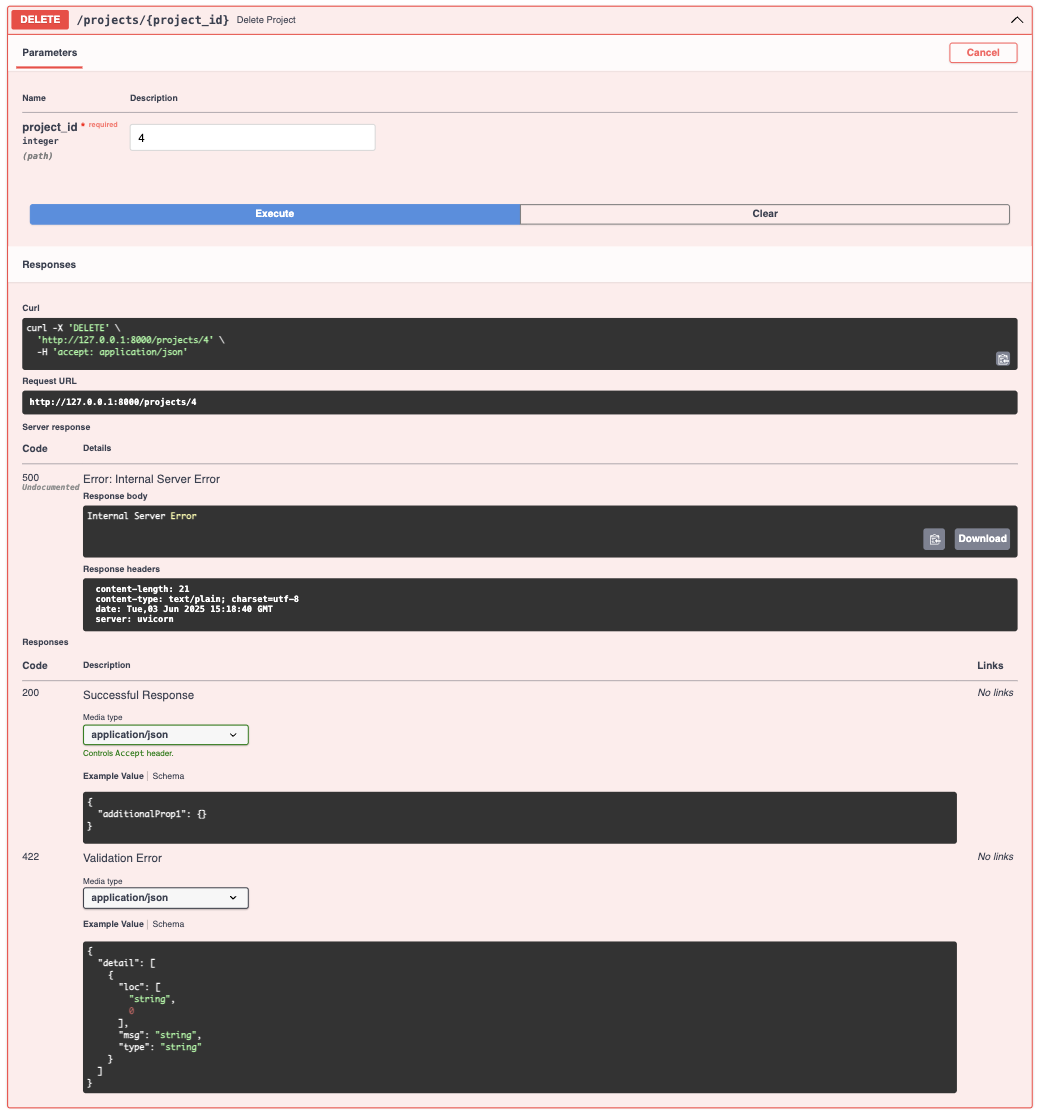 DELETE /projects/{project_id} Delete Project
Parameters
Cancel
Name Description
project_id * required
integer
(path)
4
Execute Clear
Responses
Curl
curl -X 'DELETE' \
  'http://127.0.0.1:8000/projects/4' \
  -H 'accept: application/json'
Request URL
http://127.0.0.1:8000/projects/4
Server response
Code Details
500 Error: Internal Server Error
Undocumented
Response body
Internal Server Error
Download
Response headers
content-length: 21
content-type: text/plain; charset=utf-8
date: Tue,03 Jun 2025 15:18:40 GMT
server: uvicorn
Responses
Code Description Links
200 Successful Response No links
Media type
application/json
Controls Accept header.
Example Value | Schema
{
  "additionalProp1": {}
}
422 Validation Error No links
Media type
application/json
Example Value | Schema
{
  "detail": [
    {
      "loc": [
        "string",
        0
      ],
      "msg": "string",
      "type": "string"
    }
  ]
}